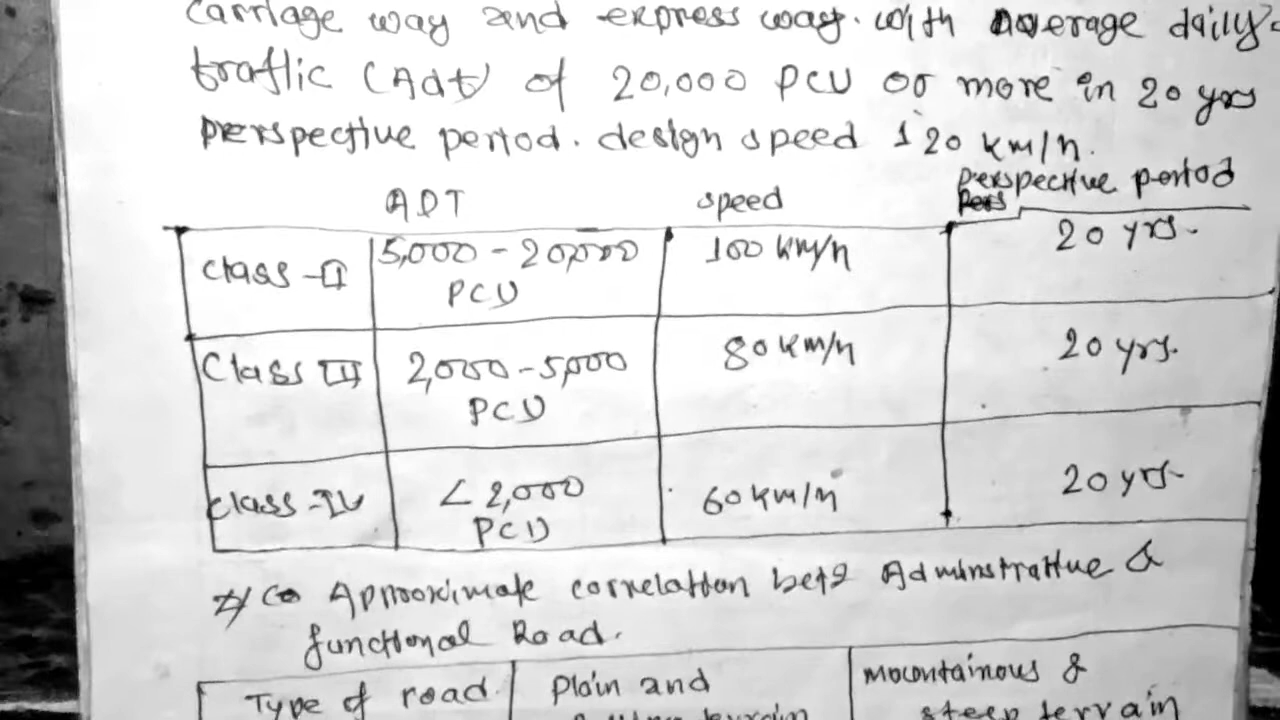 carriage way and express way. with average daily
traffic (Adt) of 20,000 PCU or more in 20 yrs
perspective period. design speed 120 km/h.
ADT speed perspective period
class-II 5,000 - 20,000 PCU 100 km/h 20 yrs.
Class III 2,000 - 5,000 PCU 80 km/h 20 yrs.
class-IV < 2,000 PCU 60 km/h 20 yrs.
Approximate correlation betn Adminstrative &
functional Road.
Type of road Plain and mountainous &
terrain steep terrain